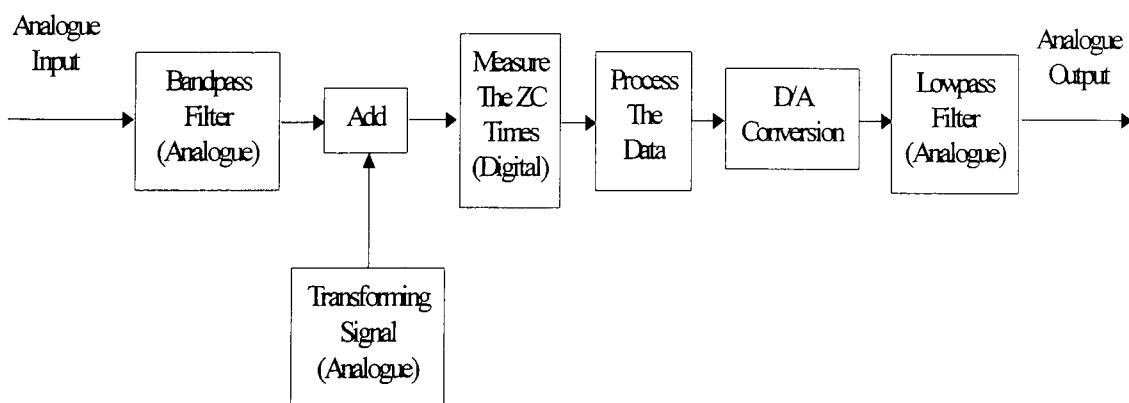 Analogue
Input
Bandpass
Filter
(Analogue)
Add
Measure
The ZC
Times
(Digital)
Process
The
Data
D/A
Conversion
Lowpass
Filter
(Analogue)
Analogue
Output
Transforming
Signal
(Analogue)